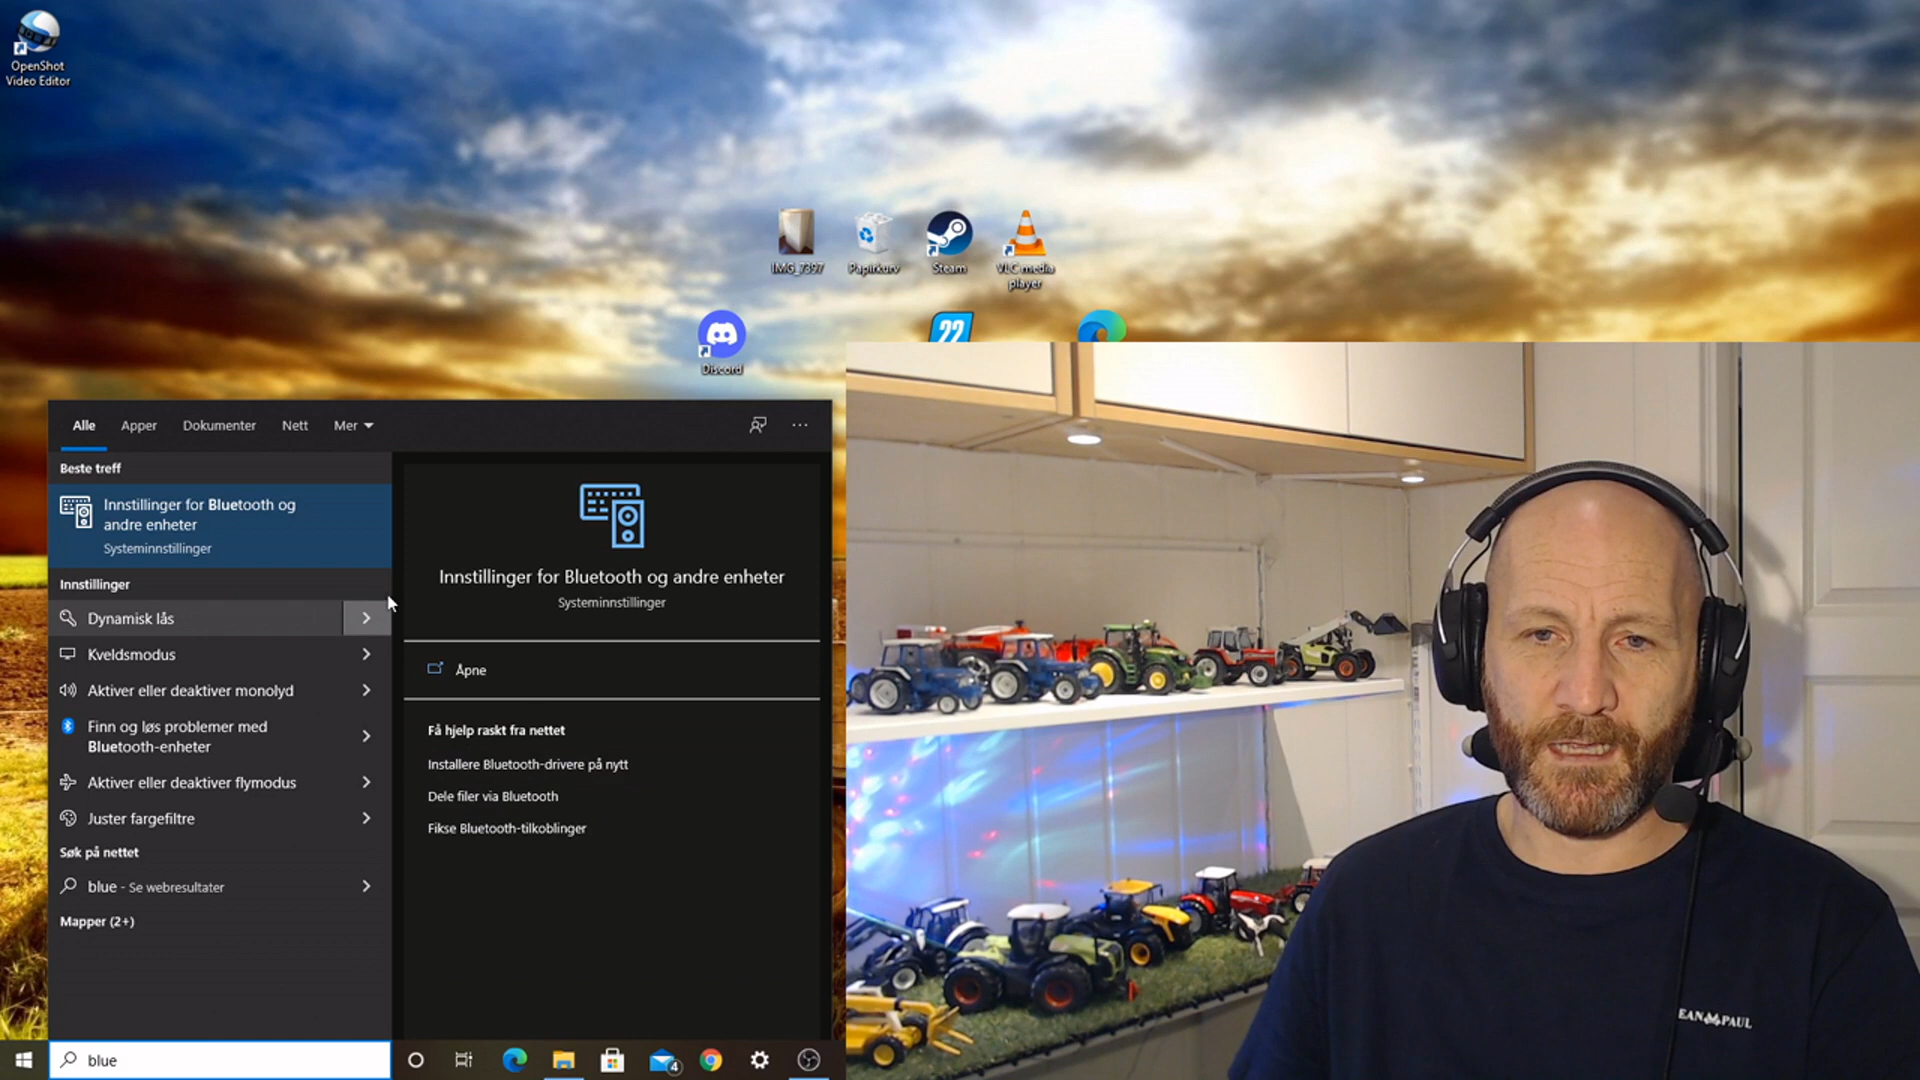 OpenShot
Video Editor
IMG_7397
Papirkurv
Steam
VLC media
player
22
Discord
Alle
Apper
Dokumenter
Nett
Mer
Beste treff
Innstillinger for Bluetooth og
andre enheter
Systeminnstillinger
Innstillinger
Dynamisk lås
Kveldsmodus
Aktiver eller deaktiver monolyd
Finn og løs problemer med
Bluetooth-enheter
Aktiver eller deaktiver flymodus
Juster fargefiltre
Søk på nettet
blue - Se webresultater
Mapper (2+)
Innstillinger for Bluetooth og andre enheter
Systeminnstillinger
Åpne
Få hjelp raskt fra nettet
Installere Bluetooth-drivere på nytt
Dele filer via Bluetooth
Fikse Bluetooth-tilkoblinger
EAN PAUL
blue
4